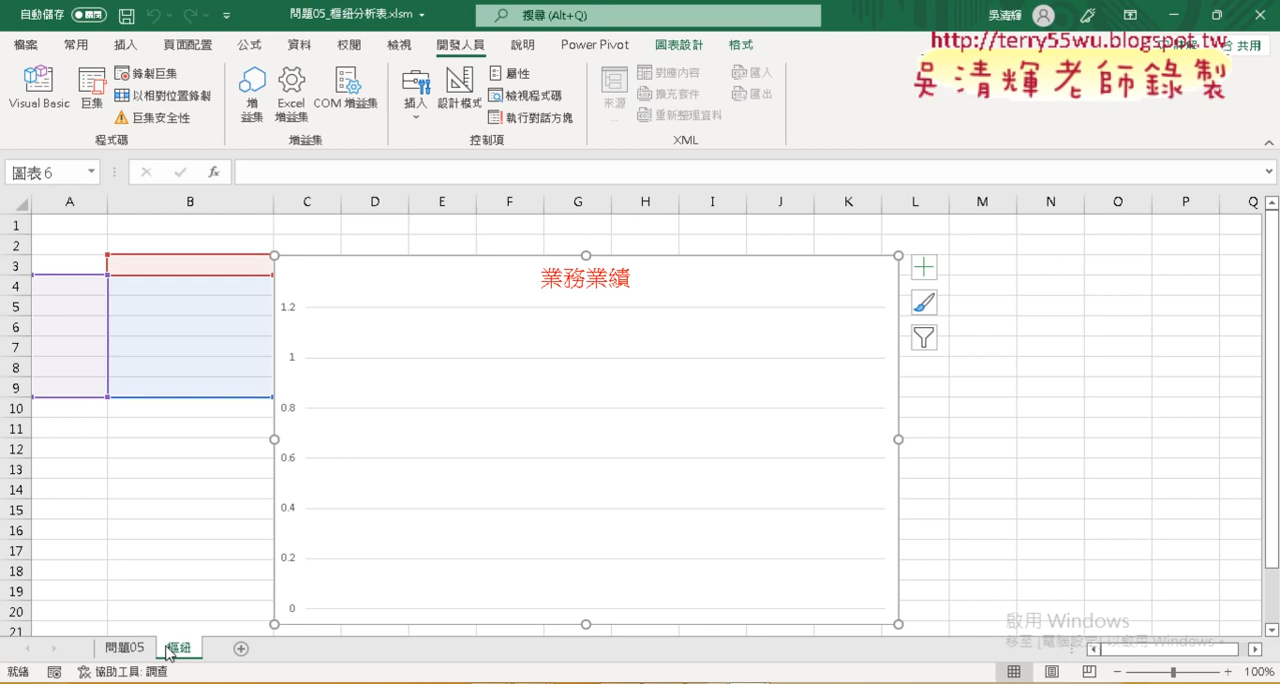 自動儲存
問題05_樞紐分析表.xlsm
搜尋 (Alt+Q)
吳清輝
檔案 常用 插入 頁面配置 公式 資料 校閱 檢視 開發人員 說明 Power Pivot 圖表設計 格式
共用
http://terry55wu.blogspot.tw
吳清輝老師錄製
Visual Basic 巨集
錄製巨集
以相對位置錄製
巨集安全性
程式碼
增益集
Excel 增益集
COM 增益集
增益集
插入 設計模式
屬性
檢視程式碼
執行對話方塊
控制項
來源
對應內容
擴充套件
重新整理資料
匯入
匯出
XML
圖表 6
fx
A B C D E F G H I J K L M N O P Q
1
2
3
4
5
6
7
8
9
10
11
12
13
14
15
16
17
18
19
20
21
業務業績
1.2
1
0.8
0.6
0.4
0.2
0
啟用 Windows
問題05 樞紐
就緒 協助工具: 調查
100%